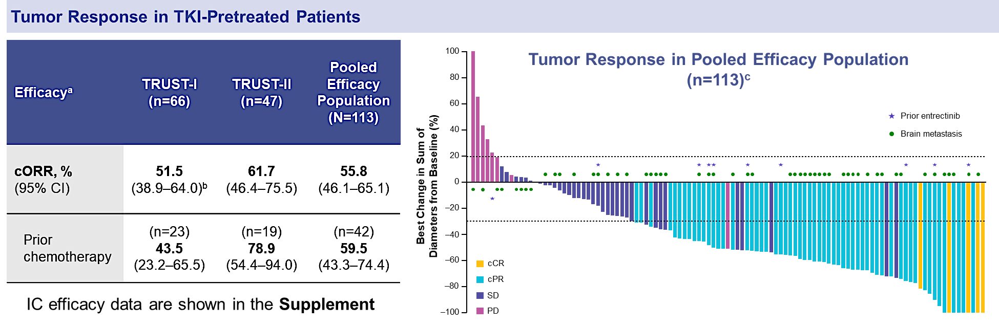 Tumor Response in TKI-Pretreated Patients
Efficacyᵃ
TRUST-I
(n=66)
TRUST-II
(n=47)
Pooled
Efficacy
Population
(N=113)
cORR, %
(95% CI)
51.5
(38.9–64.0)ᵇ
61.7
(46.4–75.5)
55.8
(46.1–65.1)
Prior
chemotherapy
(n=23)
43.5
(23.2–65.5)
(n=19)
78.9
(54.4–94.0)
(n=42)
59.5
(43.3–74.4)
IC efficacy data are shown in the Supplement
Tumor Response in Pooled Efficacy Population
(n=113)ᶜ
Best Change in Sum of
Diameters from Baseline (%)
100
80
60
40
20
0
–20
–40
–60
–80
–100
Prior entrectinib
Brain metastasis
cCR
cPR
SD
PD